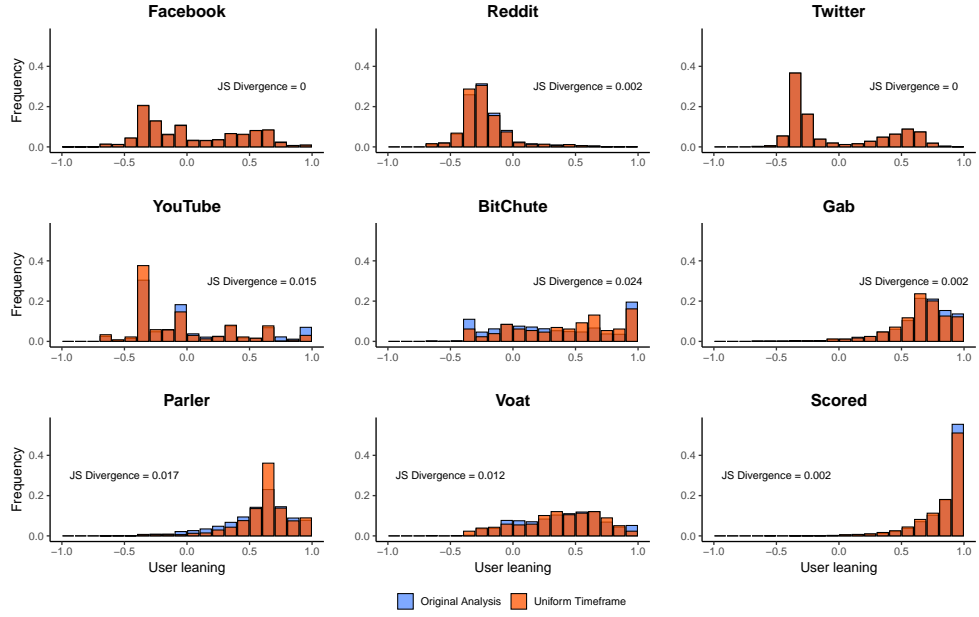 Facebook
Reddit
Twitter
Frequency
0.4
0.2
0.0
JS Divergence = 0
−1.0 −0.5 0.0 0.5 1.0
0.4
0.2
0.0
JS Divergence = 0.002
−1.0 −0.5 0.0 0.5 1.0
0.4
0.2
0.0
JS Divergence = 0
−1.0 −0.5 0.0 0.5 1.0
YouTube
BitChute
Gab
Frequency
0.4
0.2
0.0
JS Divergence = 0.015
−1.0 −0.5 0.0 0.5 1.0
0.4
0.2
0.0
JS Divergence = 0.024
−1.0 −0.5 0.0 0.5 1.0
0.4
0.2
0.0
JS Divergence = 0.002
−1.0 −0.5 0.0 0.5 1.0
Parler
Voat
Scored
Frequency
0.4
0.2
0.0
JS Divergence = 0.017
−1.0 −0.5 0.0 0.5 1.0
User leaning
0.4
0.2
0.0
JS Divergence = 0.012
−1.0 −0.5 0.0 0.5 1.0
User leaning
0.4
0.2
0.0
JS Divergence = 0.002
−1.0 −0.5 0.0 0.5 1.0
User leaning
Original Analysis Uniform Timeframe